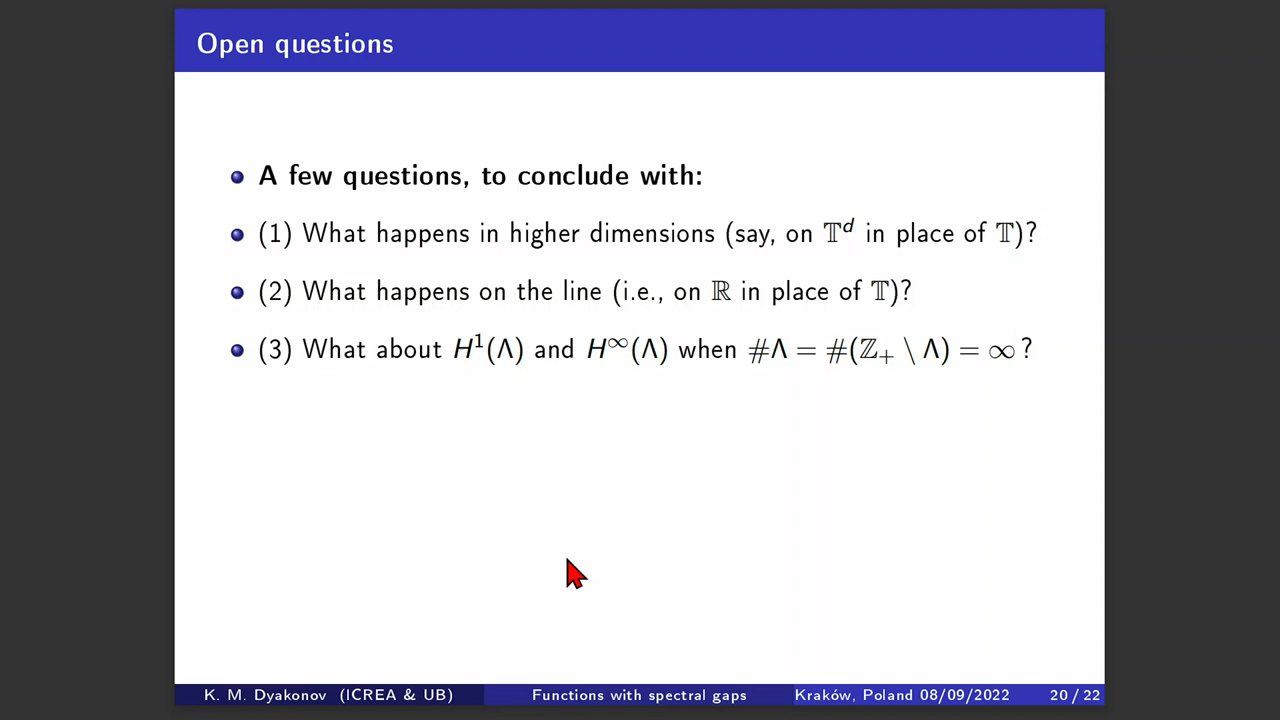 Open questions
A few questions, to conclude with:
(1) What happens in higher dimensions (say, on 𝕋^d in place of 𝕋)?
(2) What happens on the line (i.e., on ℝ in place of 𝕋)?
(3) What about H^1(Λ) and H^∞(Λ) when #Λ = #(ℤ_+ \ Λ) = ∞?
K. M. Dyakonov (ICREA & UB) Functions with spectral gaps Kraków, Poland 08/09/2022 20 / 22